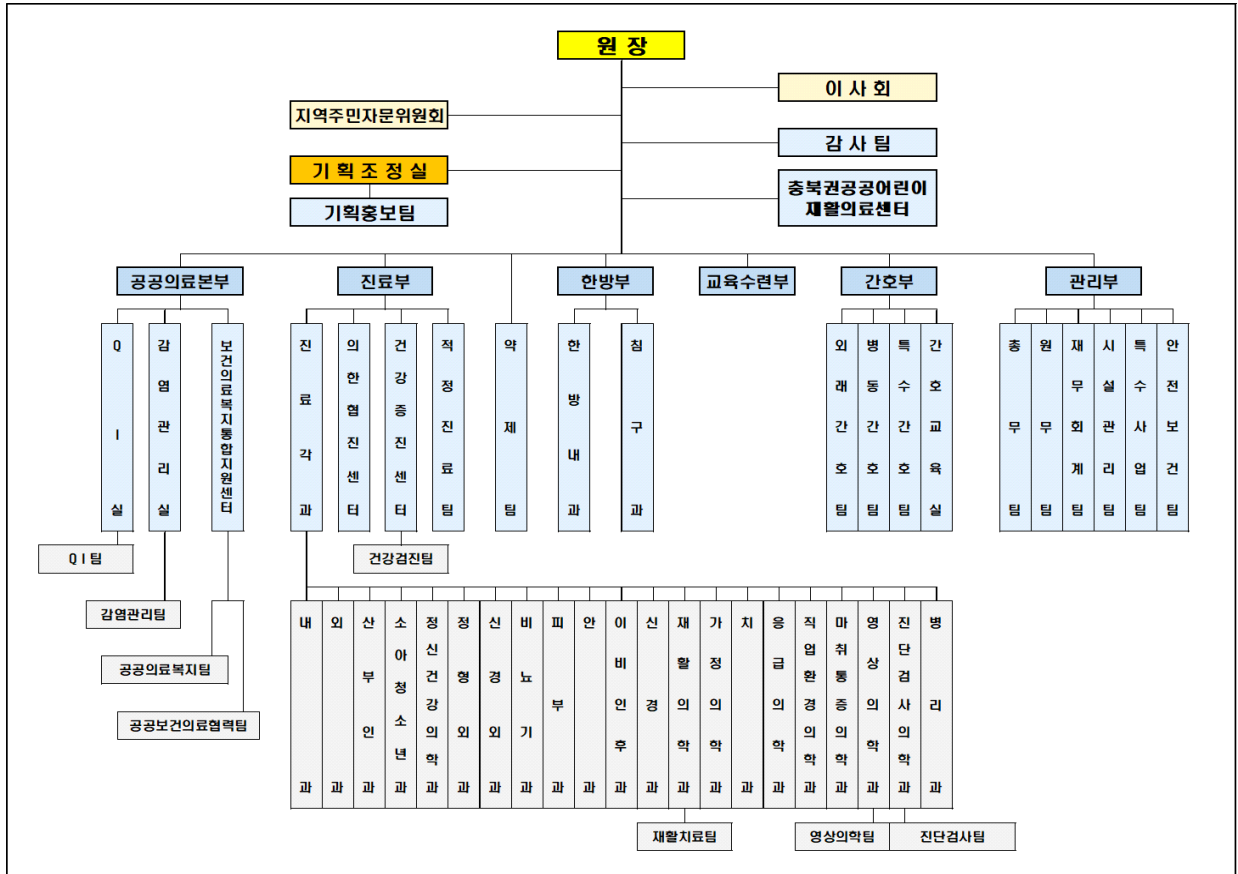 원 장
이 사 회
지역주민자문위원회
감 사 팀
기 획 조 정 실
충북권공공어린이
재활의료센터
기획홍보팀
공공의료본부
진료부
한방부
교육수련부
간호부
관리부
Q I 실
감염관리실
보건의료복지통합지원센터
진료각과
의한협진센터
건강증진센터
적정진료팀
약제팀
한방내과
침구과
외래간호팀
병동간호팀
특수간호팀
간호교육실
총무팀
원무팀
재무회계팀
시설관리팀
특수사업팀
안전보건팀
Q I 팀
건강검진팀
감염관리팀
공공의료복지팀
공공보건의료협력팀
내과
외과
산부인과
소아청소년과
정신건강의학과
정형외과
신경외과
비뇨기과
피부과
안과
이비인후과
신경과
재활의학과
가정의학과
치과
응급의학과
직업환경의학과
마취통증의학과
영상의학과
진단검사의학과
병리과
재활치료팀
영상의학팀
진단검사팀